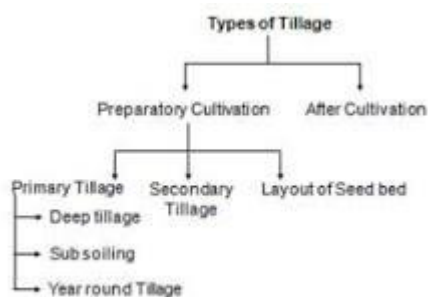 Types of Tillage
Preparatory Cultivation After Cultivation
Primary Tillage Secondary Tillage Layout of Seed bed
Deep tillage
Sub soiling
Year round Tillage